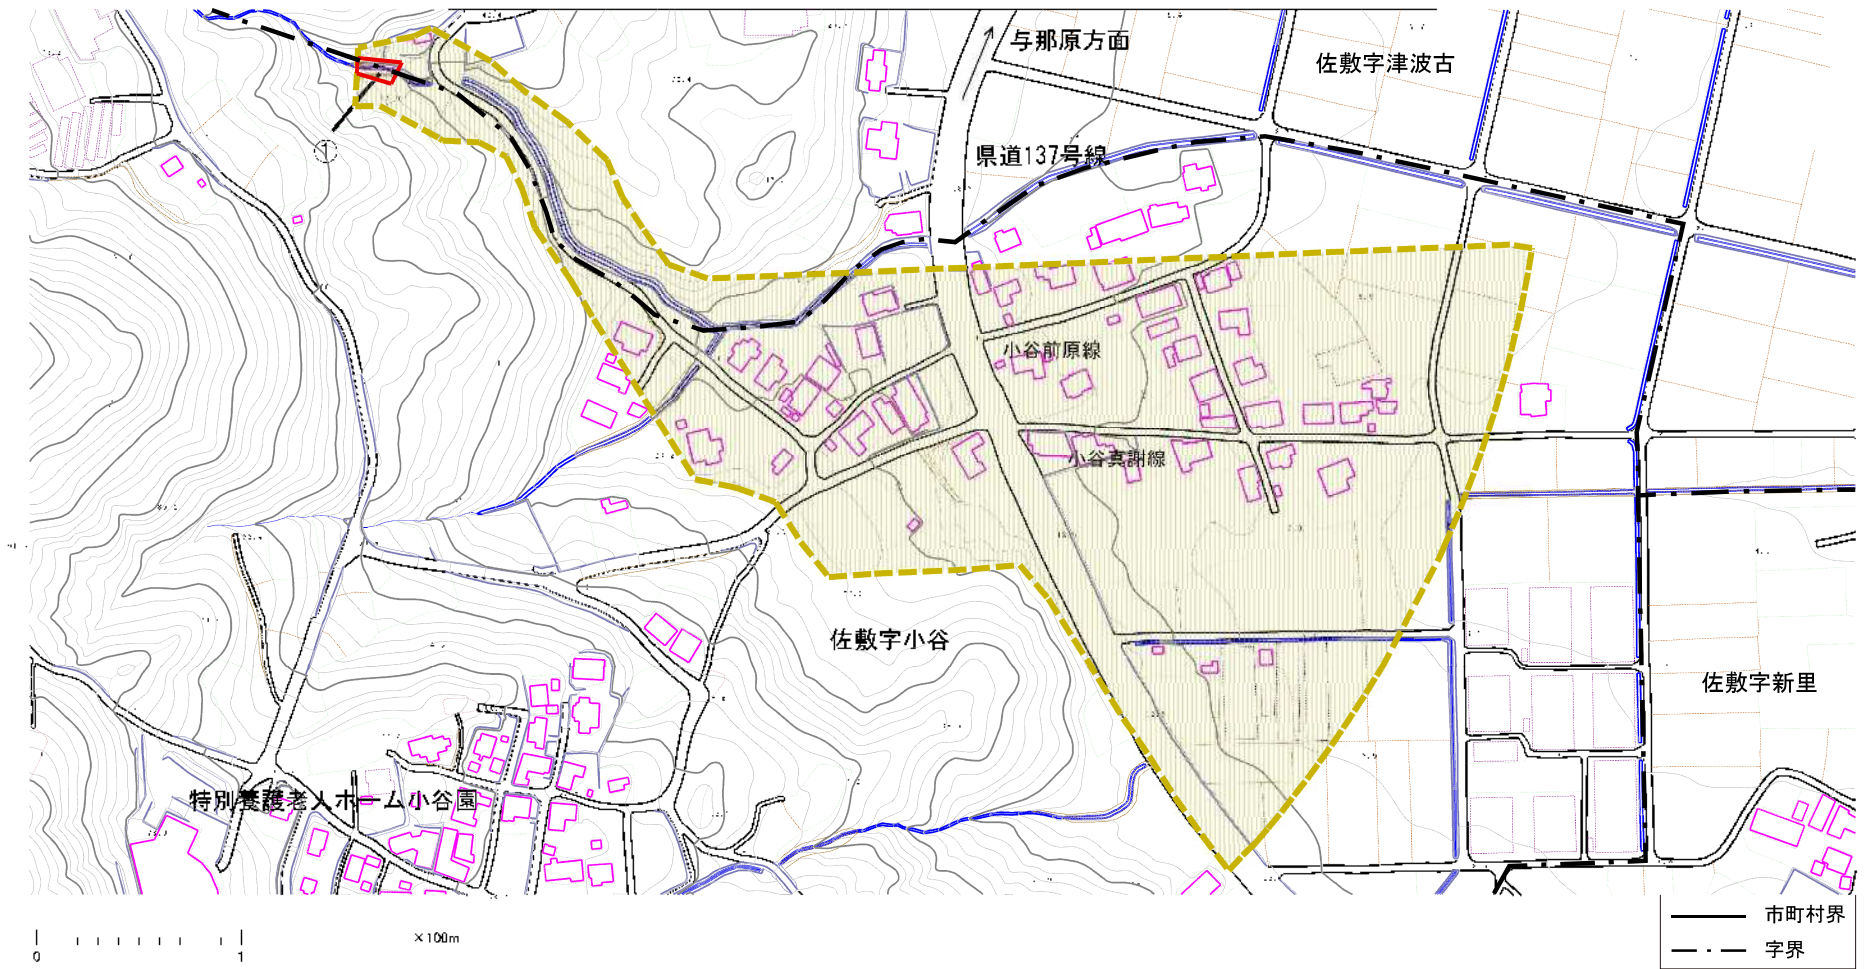 与那原方面
佐敷字津波古
県道137号線
①
小谷前原線
小谷真謝線
佐敷字小谷
佐敷字新里
特別養護老人ホーム小谷園
市町村界
字界
×100m
0 1